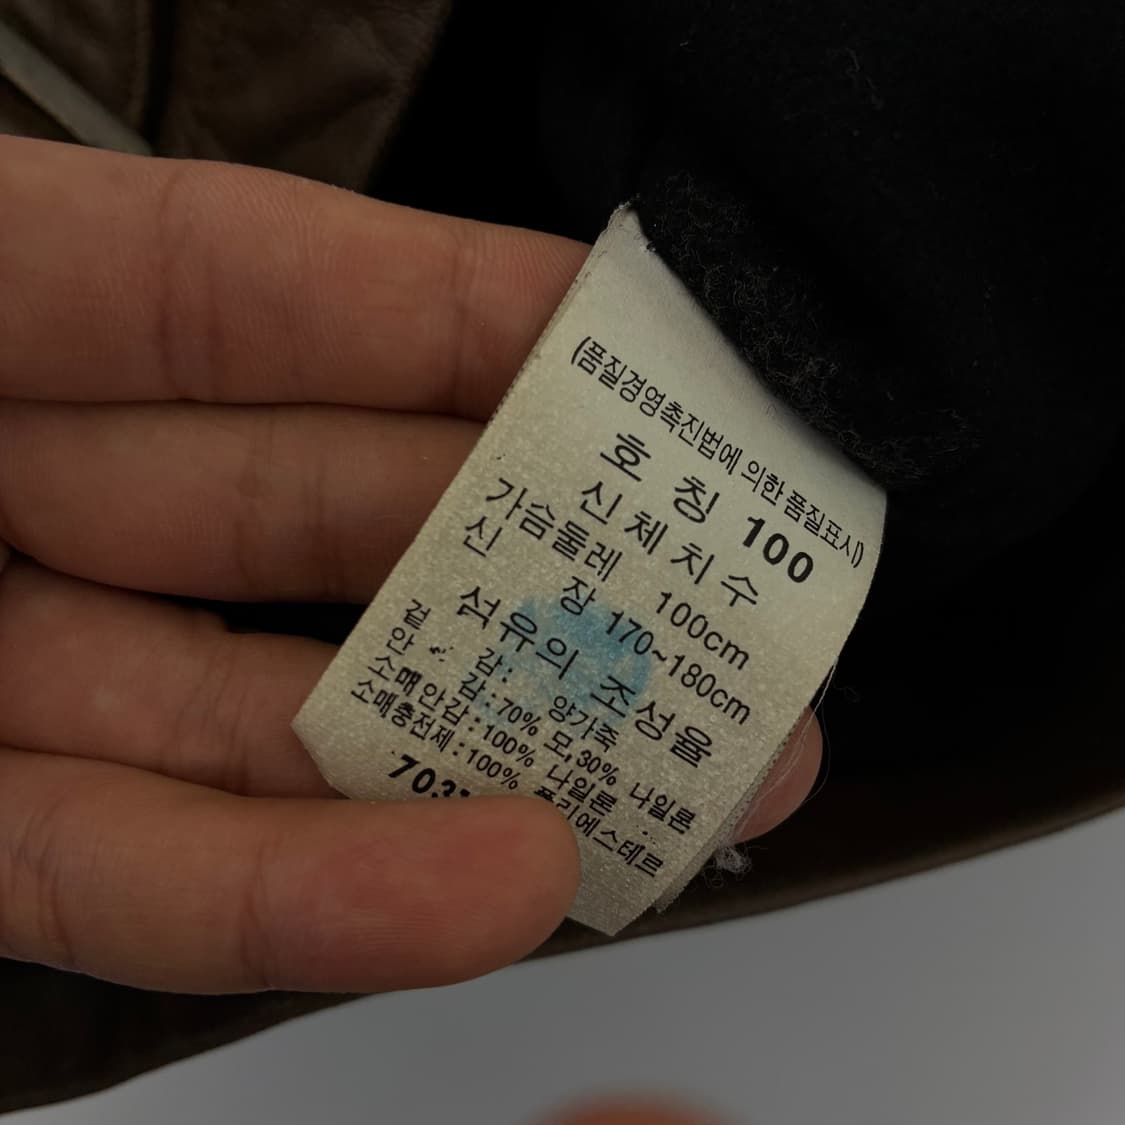 (품질경영촉진법에 의한 품질표시)
호 칭 100
신 체 치 수
가슴둘레 100cm
신 장 170~180cm
섬유의 조성율
겉 감 : 양가죽
안 감 : 70% 모, 30% 나일론
소매안감 : 100% 나일론
소매충전제 : 100% 폴리에스테르